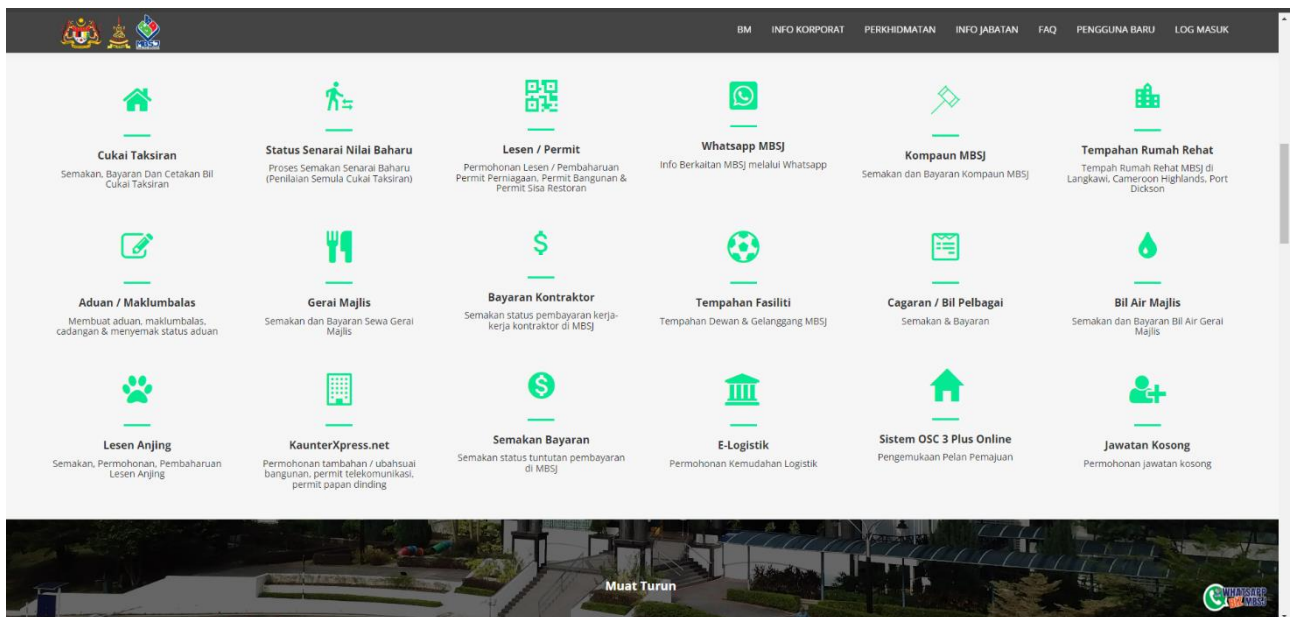 MBSJ
BM INFO KORPORAT PERKHIDMATAN INFO JABATAN FAQ PENGGUNA BARU LOG MASUK
Cukai Taksiran
Semakan, Bayaran Dan Cetakan Bil
Cukai Taksiran
Status Senarai Nilai Baharu
Proses Semakan Senarai Baharu
(Penilaian Semula Cukai Taksiran)
Lesen / Permit
Permohonan Lesen / Pembaharuan
Permit Perniagaan, Permit Bangunan &
Permit Sisa Restoran
Whatsapp MBSJ
Info Berkaitan MBSJ melalui Whatsapp
Kompaun MBSJ
Semakan dan Bayaran Kompaun MBSJ
Tempahan Rumah Rehat
Tempah Rumah Rehat MBSJ di
Langkawi, Cameroon Highlands, Port
Dickson
Aduan / Maklumbalas
Membuat aduan, maklumbalas,
cadangan & menyemak status aduan
Gerai Majlis
Semakan dan Bayaran Sewa Gerai
Majlis
Bayaran Kontraktor
Semakan status pembayaran kerja-
kerja kontraktor di MBSJ
Tempahan Fasiliti
Tempahan Dewan & Gelanggang MBSJ
Cagaran / Bil Pelbagai
Semakan & Bayaran
Bil Air Majlis
Semakan dan Bayaran Bil Air Gerai
Majlis
Lesen Anjing
Semakan, Permohonan, Pembaharuan
Lesen Anjing
KaunterXpress.net
Permohonan tambahan / ubahsuai
bangunan, permit telekomunikasi,
permit papan dinding
Semakan Bayaran
Semakan status tuntutan pembayaran
di MBSJ
E-Logistik
Permohonan Kemudahan Logistik
Sistem OSC 3 Plus Online
Pengemukaan Pelan Pemajuan
Jawatan Kosong
Permohonan jawatan kosong
Muat Turun
WHATSAPP
MBSJ